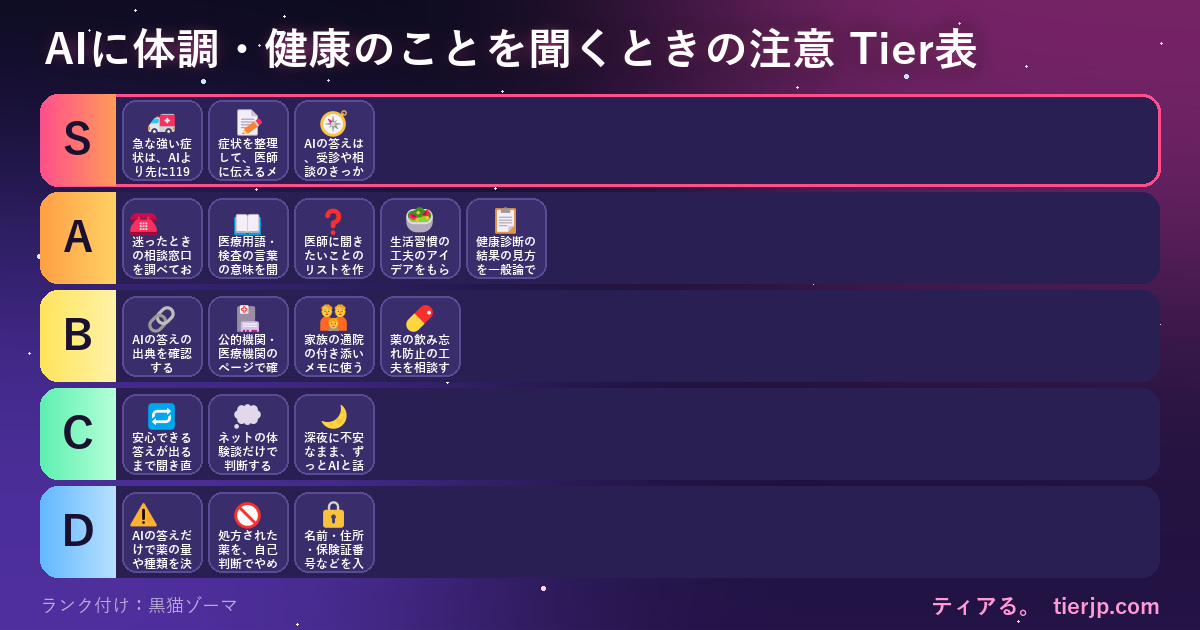 AIに体調・健康のことを聞くときの注意 Tier表
S
急な強い症
状は、AIよ
り先に119
症状を整理
して、医師
に伝えるメ
AIの答えは
、受診や相
談のきっか
A
迷ったとき
の相談窓口
を調べてお
医療用語・
検査の言葉
の意味を聞
医師に聞き
たいことの
リストを作
生活習慣の
工夫のアイ
デアをもら
健康診断の
結果の見方
を一般論で
B
AIの答えの
出典を確認
する
公的機関・
医療機関の
ページで確
家族の通院
の付き添い
メモに使う
薬の飲み忘
れ防止の工
夫を相談す
C
安心できる
答えが出る
まで聞き直
ネットの体
験談だけで
判断する
深夜に不安
なまま、ず
っとAIと話
D
AIの答えだ
けで薬の量
や種類を決
処方された
薬を、自己
判断でやめ
名前・住所
・保険証番
号などを入
ランク付け：黒猫ゾーマ
ティアる。 tierjp.com